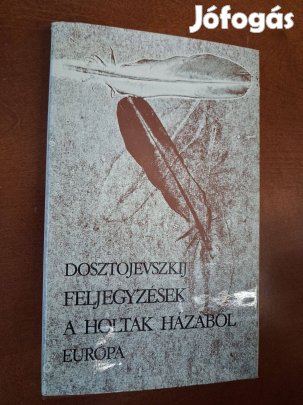 Jófogás
DOSZTOJEVSZKIJ
FELJEGYZÉSEK
A HOLTAK HÁZÁBÓL
EURÓPA